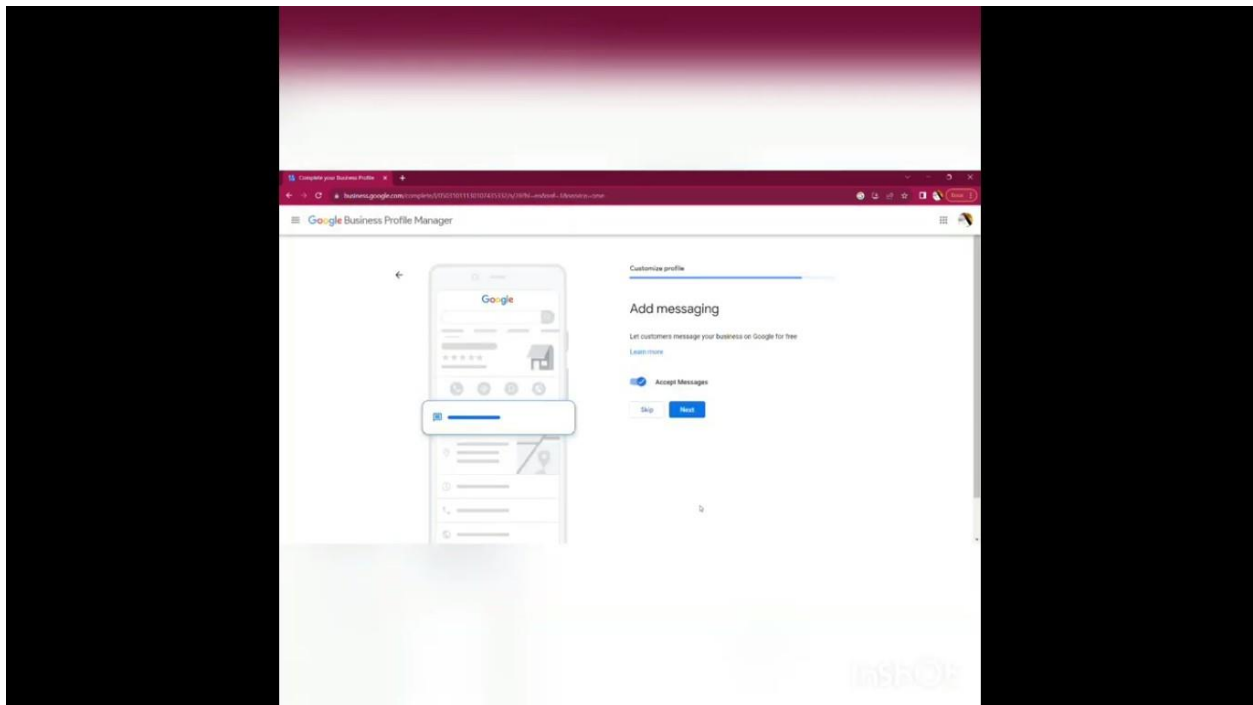 Complete your Business Profile
Google Business Profile Manager
Customize profile
Google
Add messaging
Let customers message your business on Google for free
Learn more
Accept Messages
Skip
Next
InShOt